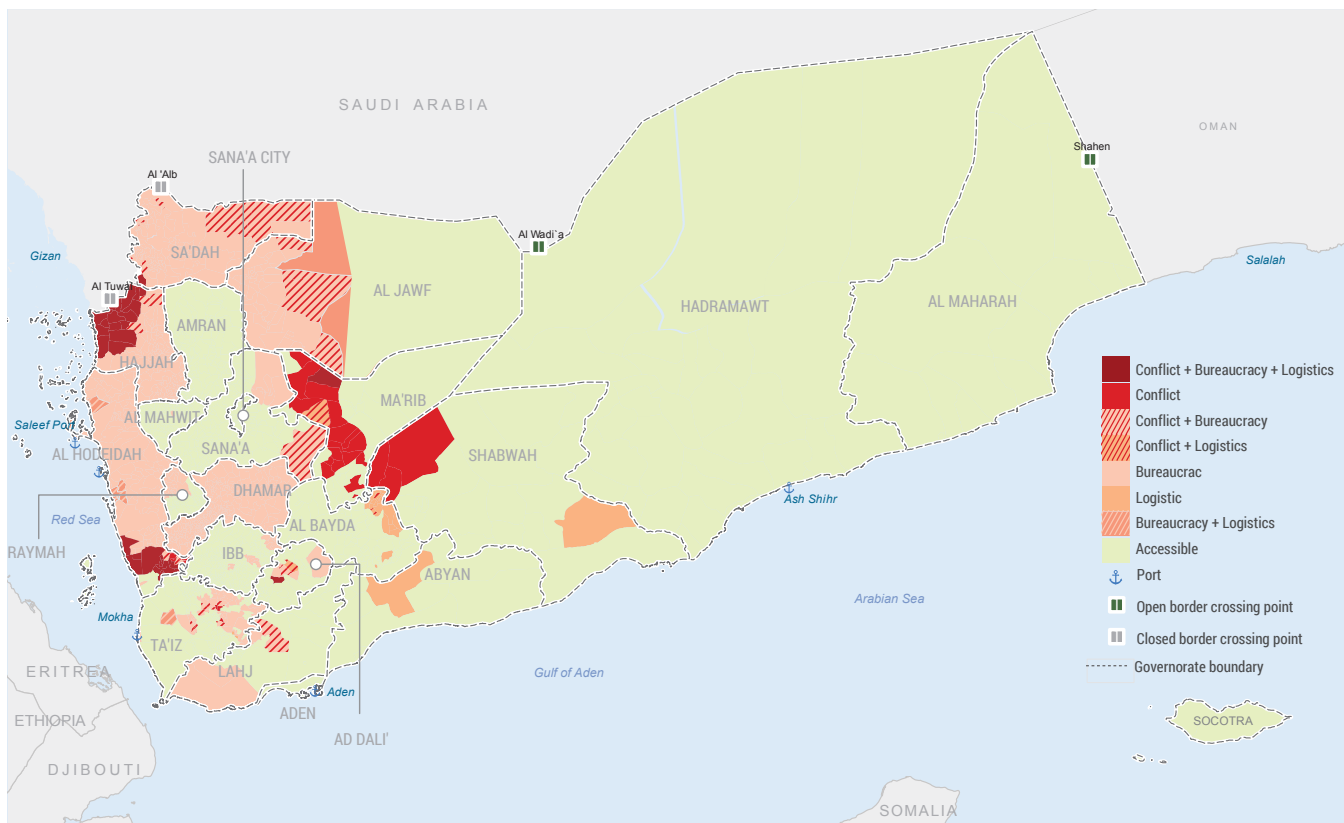 SAUDI ARABIA
OMAN
SANA'A CITY
Al 'Alb
Shahen
Al Wadi`a
Gizan
SA'DAH
Salalah
Al Tuwal
AL JAWF
HADRAMAWT
AL MAHARAH
AMRAN
HAJJAH
MA'RIB
AL MAHWIT
Saleef Port
SANA'A
AL HODEIDAH
SHABWAH
DHAMAR
Ash Shihr
Red Sea
AL BAYDA
RAYMAH
IBB
ABYAN
Arabian Sea
Mokha
TA'IZ
LAHJ
ERITREA
Gulf of Aden
Aden
ADEN
ETHIOPIA
AD DALI'
DJIBOUTI
SOCOTRA
SOMALIA
Conflict + Bureaucracy + Logistics
Conflict
Conflict + Bureaucracy
Conflict + Logistics
Bureaucrac
Logistic
Bureaucracy + Logistics
Accessible
Port
Open border crossing point
Closed border crossing point
Governorate boundary